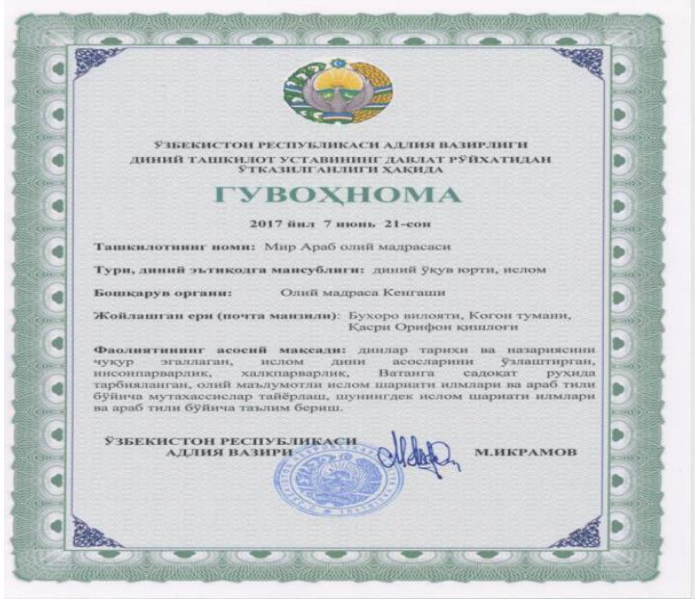 ЎЗБЕКИСТОН РЕСПУБЛИКАСИ АДЛИЯ ВАЗИРЛИГИ
ДИНИЙ ТАШКИЛОТ УСТАВИНИНГ ДАВЛАТ РЎЙХАТИДАН
ЎТКАЗИЛГАНЛИГИ ҲАҚИДА
ГУВОҲНОМА
2017 йил 7 июнь 21-сон
Ташкилотнинг номи: Мир Араб олий мадрасаси
Тури, диний эътиқодга мансублиги: диний ўқув юрти, ислом
Бошқарув органи: Олий мадраса Кенгаши
Жойлашган ери (почта манзили): Бухоро вилояти, Когон тумани,
Қасри Орифон қишлоғи
Фаолиятининг асосий мақсади: динлар тарихи ва назариясини
чуқур эгаллаган, ислом дини асосларини ўзлаштирган,
инсонпарварлик, халқпарварлик, Ватанга садоқат руҳида
тарбияланган, олий маълумотли ислом шариати илмлари ва араб тили
бўйича мутахассислар тайёрлаш, шунингдек ислом шариати илмлари
ва араб тили бўйича таълим бериш.
ЎЗБЕКИСТОН РЕСПУБЛИКАСИ
АДЛИЯ ВАЗИРИ М.ИКРАМОВ